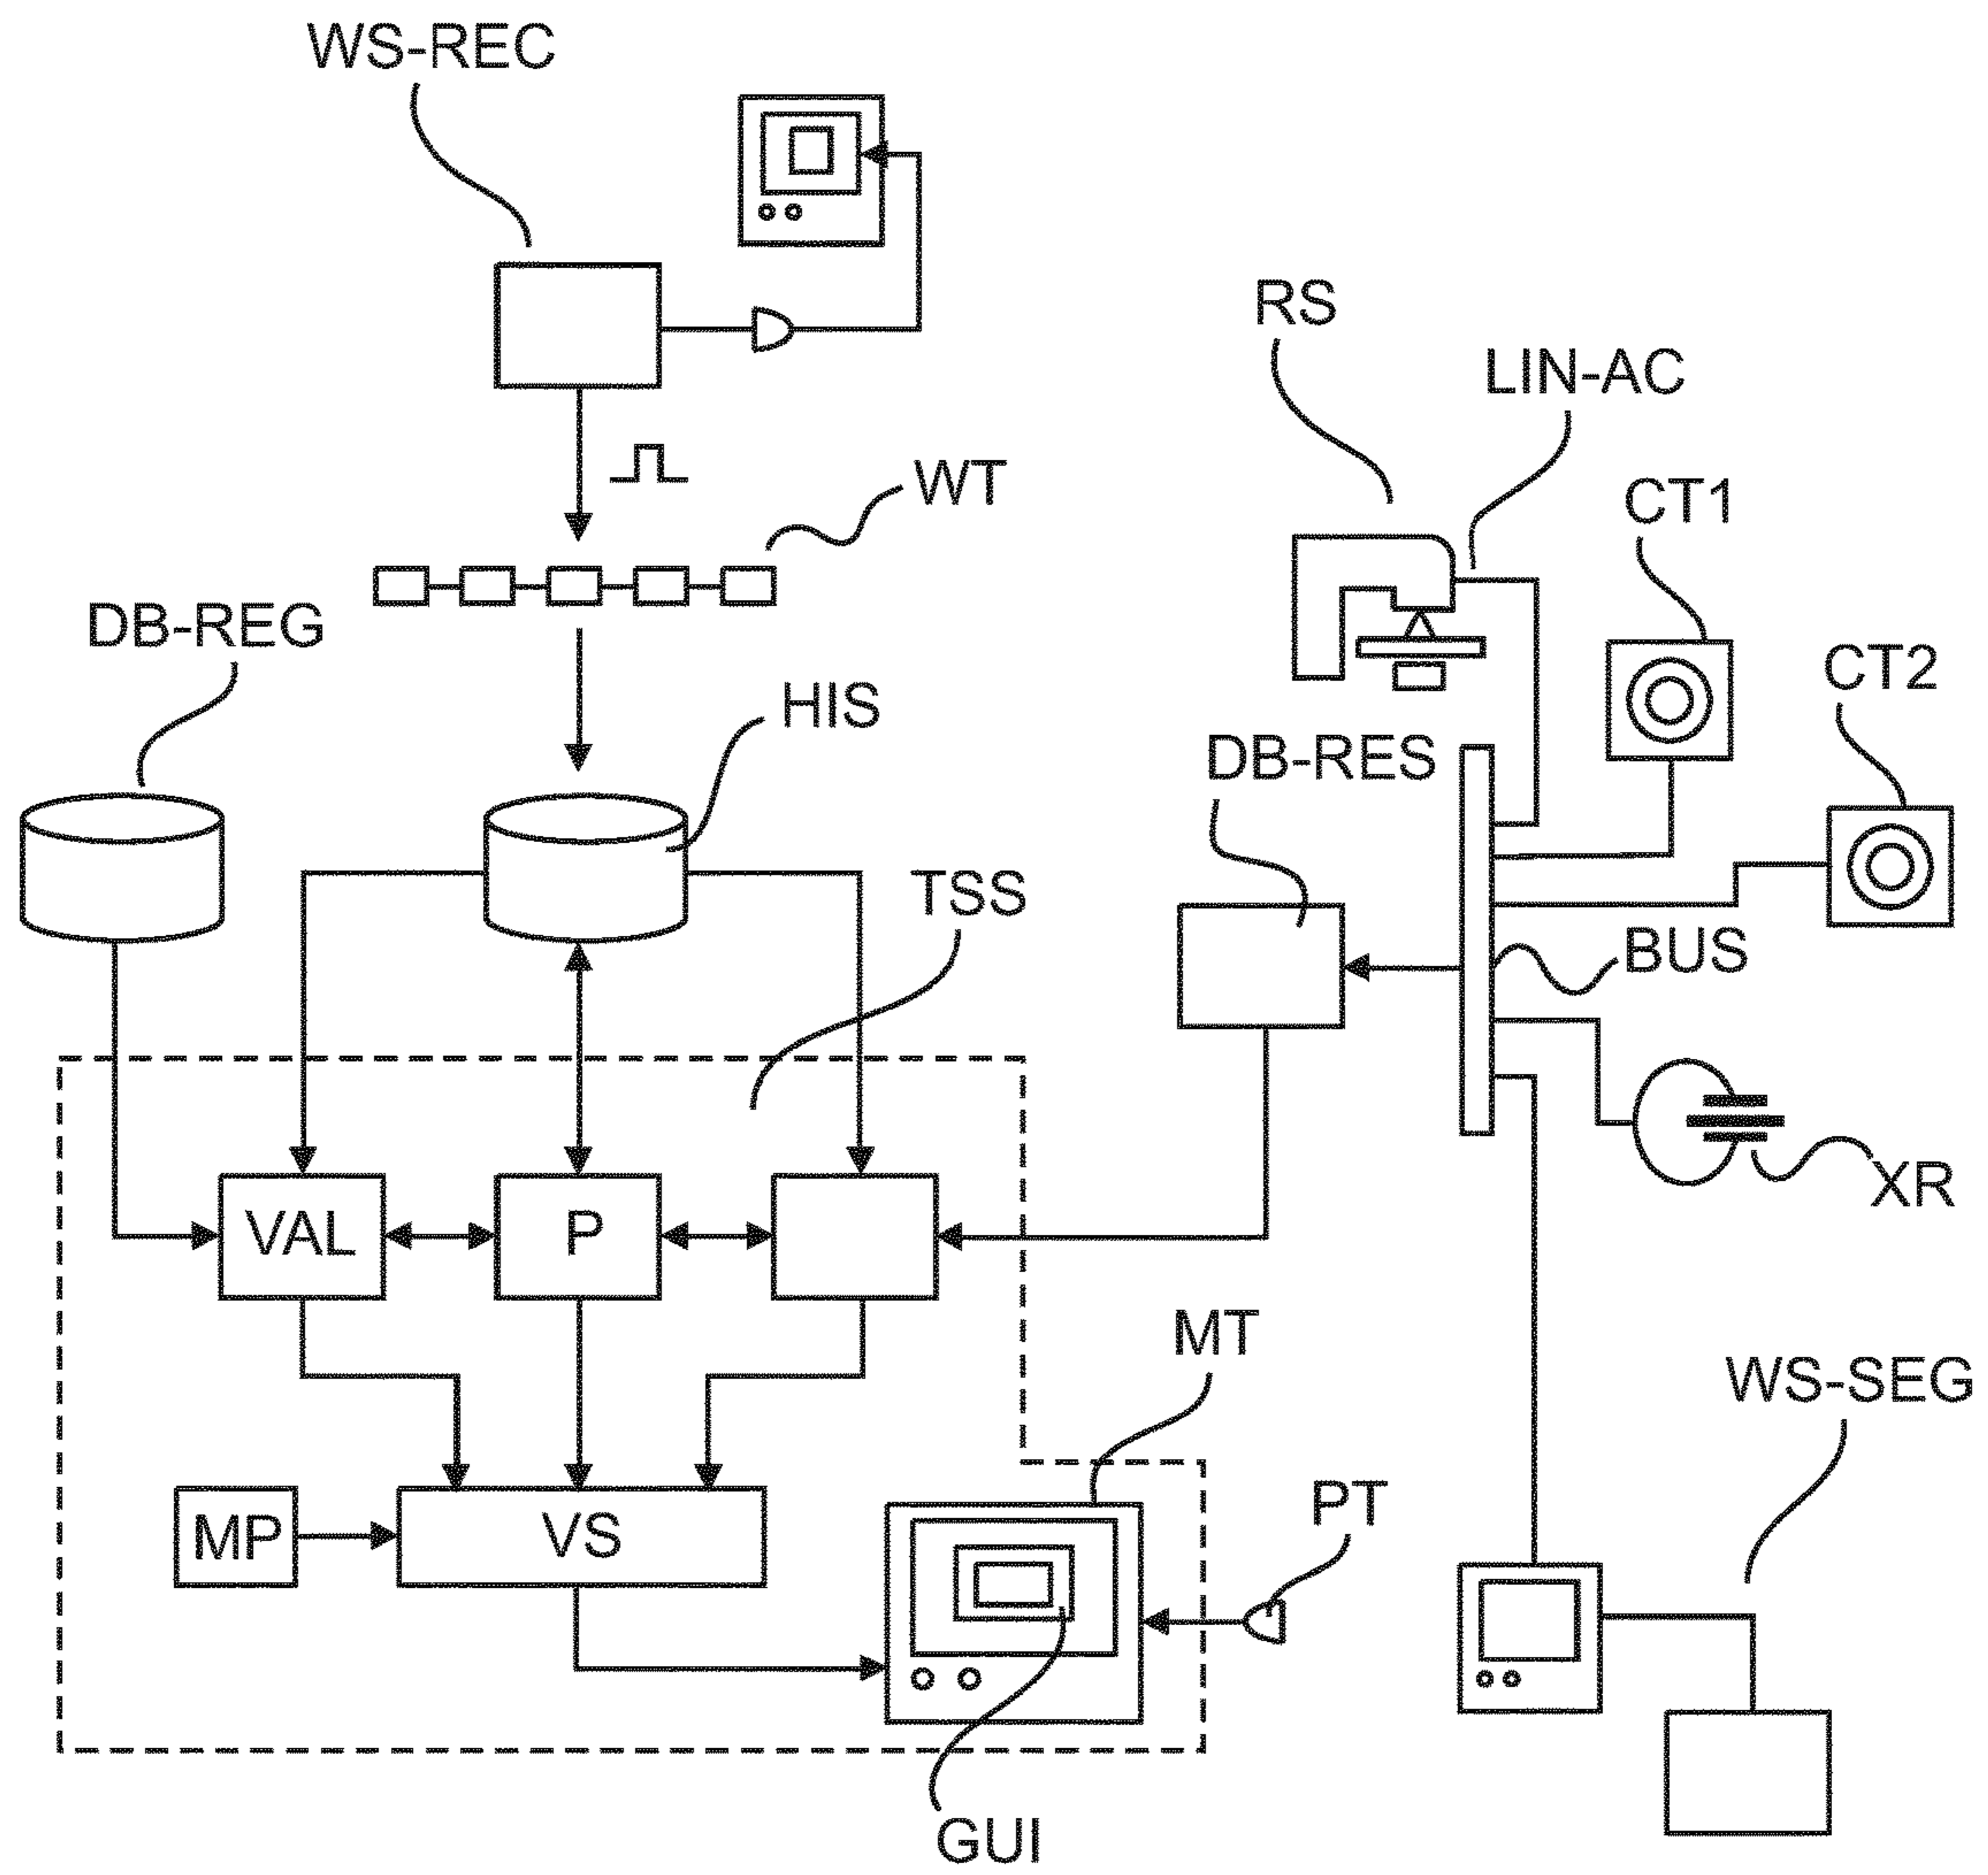 WS-REC
RS
LIN-AC
WT
CT1
DB-REG
CT2
HIS
DB-RES
TSS
BUS
XR
VAL
P
MT
WS-SEG
PT
MP
VS
GUI